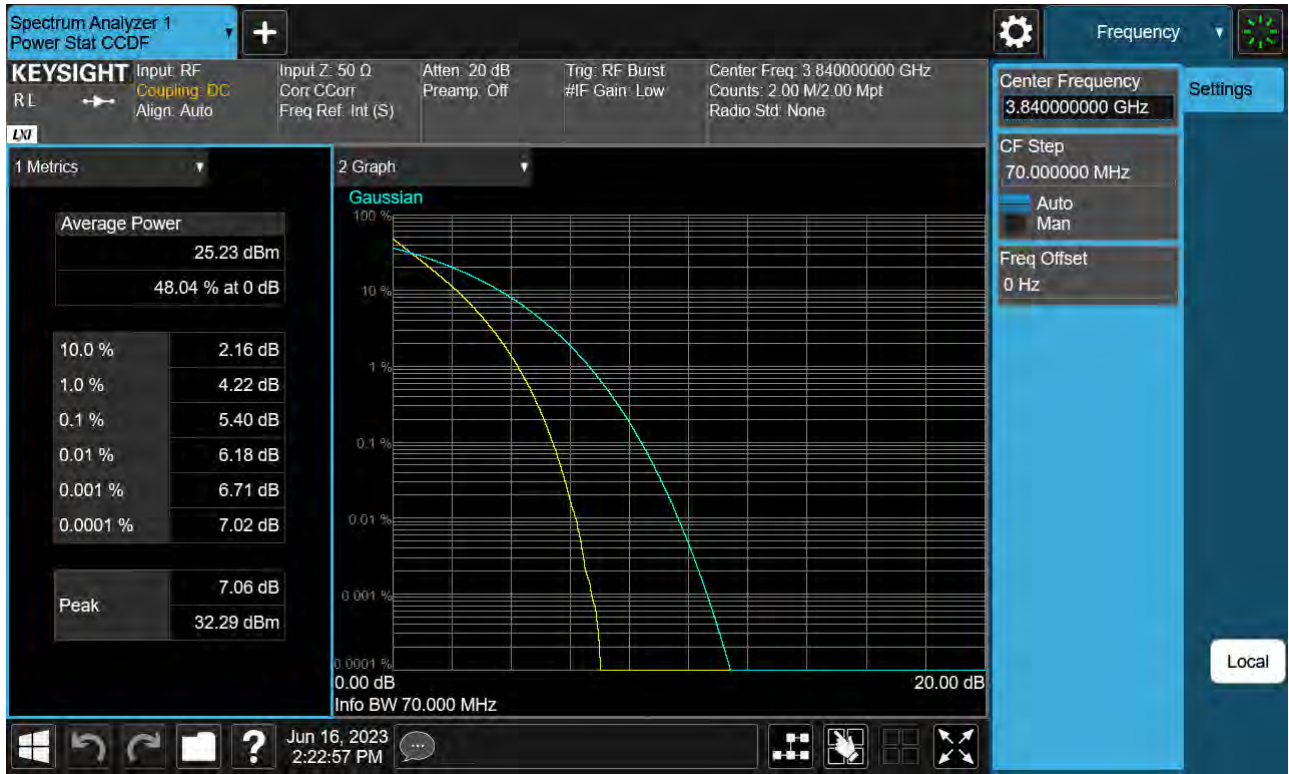 Spectrum Analyzer 1
Power Stat CCDF
Frequency
KEYSIGHT
RL
LXI
Input: RF
Coupling: DC
Align: Auto
Input Z: 50 Ω
Corr CCorr
Freq Ref: Int (S)
Atten: 20 dB
Preamp: Off
Trig: RF Burst
#IF Gain: Low
Center Freq: 3.840000000 GHz
Counts: 2.00 M/2.00 Mpt
Radio Std: None
Center Frequency
3.840000000 GHz
Settings
CF Step
70.000000 MHz
Auto
Man
Freq Offset
0 Hz
1 Metrics
Average Power
25.23 dBm
48.04 % at 0 dB
10.0 % 2.16 dB
1.0 % 4.22 dB
0.1 % 5.40 dB
0.01 % 6.18 dB
0.001 % 6.71 dB
0.0001 % 7.02 dB
Peak
7.06 dB
32.29 dBm
2 Graph
Gaussian
100 %
10 %
1 %
0.1 %
0.01 %
0.001 %
0.0001 %
0.00 dB 20.00 dB
Info BW 70.000 MHz
Local
?
Jun 16, 2023
2:22:57 PM